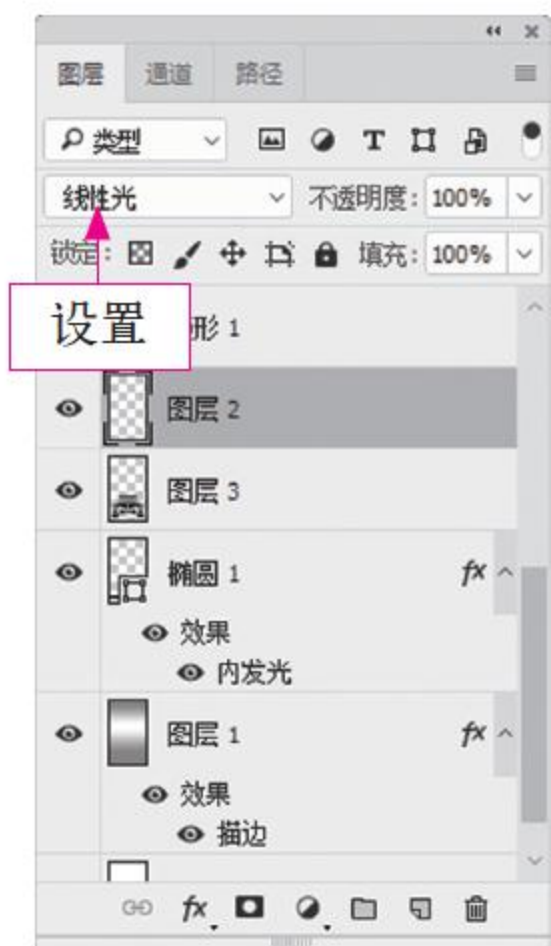 图层 通道 路径
类型
线性光 不透明度: 100%
锁定: 填充: 100%
设置
形 1
图层 2
图层 3
椭圆 1 fx
效果
内发光
图层 1 fx
效果
描边
fx